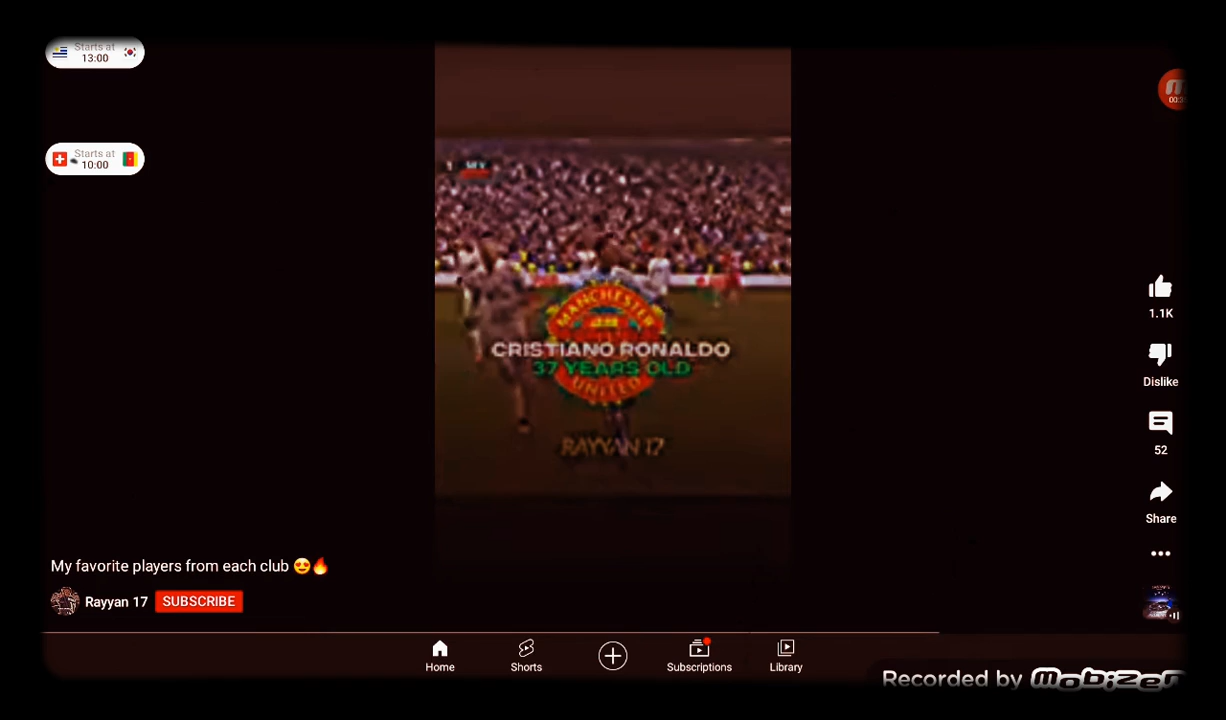 Starts at
13:00
Starts at
10:00
MANCHESTER
CRISTIANO RONALDO
37 YEARS OLD
UNITED
RAYYAN 17
1.1K
Dislike
52
Share
My favorite players from each club 😍🔥
Rayyan 17 SUBSCRIBE
Home
Shorts
Subscriptions
Library
Recorded by Mobizen